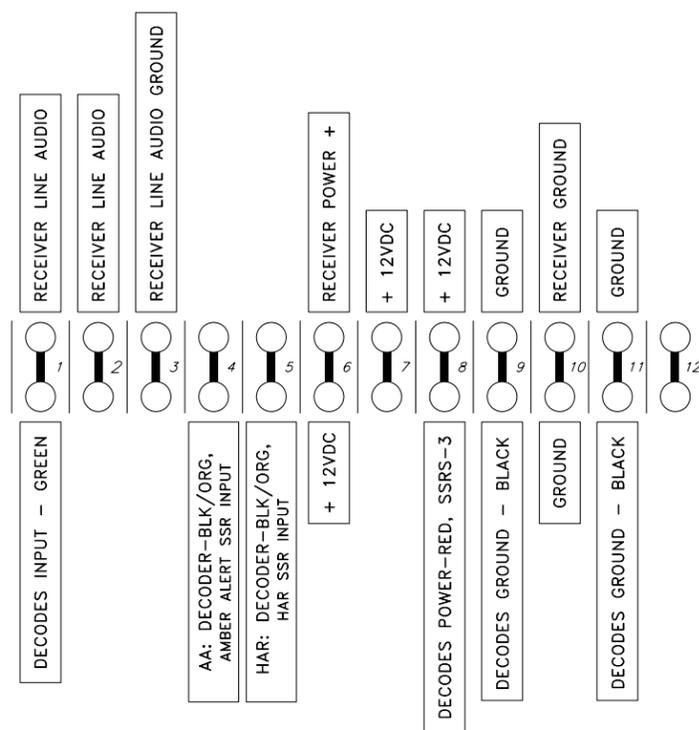 RECEIVER LINE AUDIO
RECEIVER LINE AUDIO
RECEIVER LINE AUDIO GROUND
RECEIVER POWER +
+ 12VDC
+ 12VDC
GROUND
RECEIVER GROUND
GROUND
1
2
3
4
5
6
7
8
9
10
11
12
DECODES INPUT - GREEN
AA: DECODER-BLK/ORG,
AMBER ALERT SSR INPUT
HAR: DECODER-BLK/ORG,
HAR SSR INPUT
+ 12VDC
DECODES POWER-RED, SSRS-3
DECODES GROUND - BLACK
GROUND
DECODES GROUND - BLACK